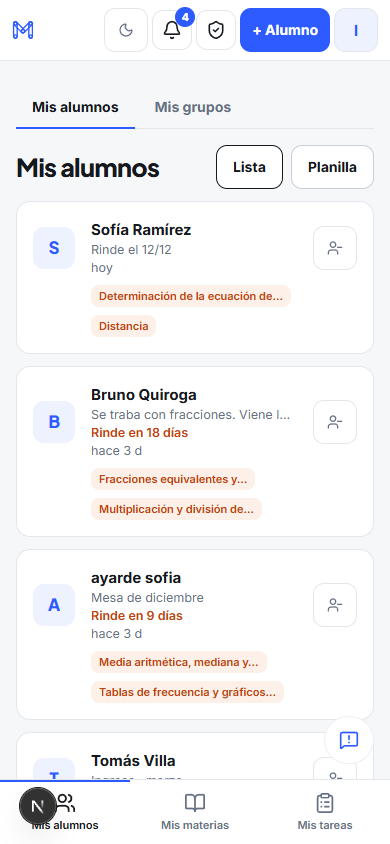 4
+ Alumno
I
Mis alumnos
Mis grupos
Mis alumnos
Lista
Planilla
S
Sofía Ramírez
Rinde el 12/12
hoy
Determinación de la ecuación de...
Distancia
B
Bruno Quiroga
Se traba con fracciones. Viene l...
Rinde en 18 días
hace 3 d
Fracciones equivalentes y...
Multiplicación y división de...
A
ayarde sofia
Mesa de diciembre
Rinde en 9 días
hace 3 d
Media aritmética, mediana y...
Tablas de frecuencia y gráficos...
T
Tomás Villa
N
Mis alumnos
Mis materias
Mis tareas